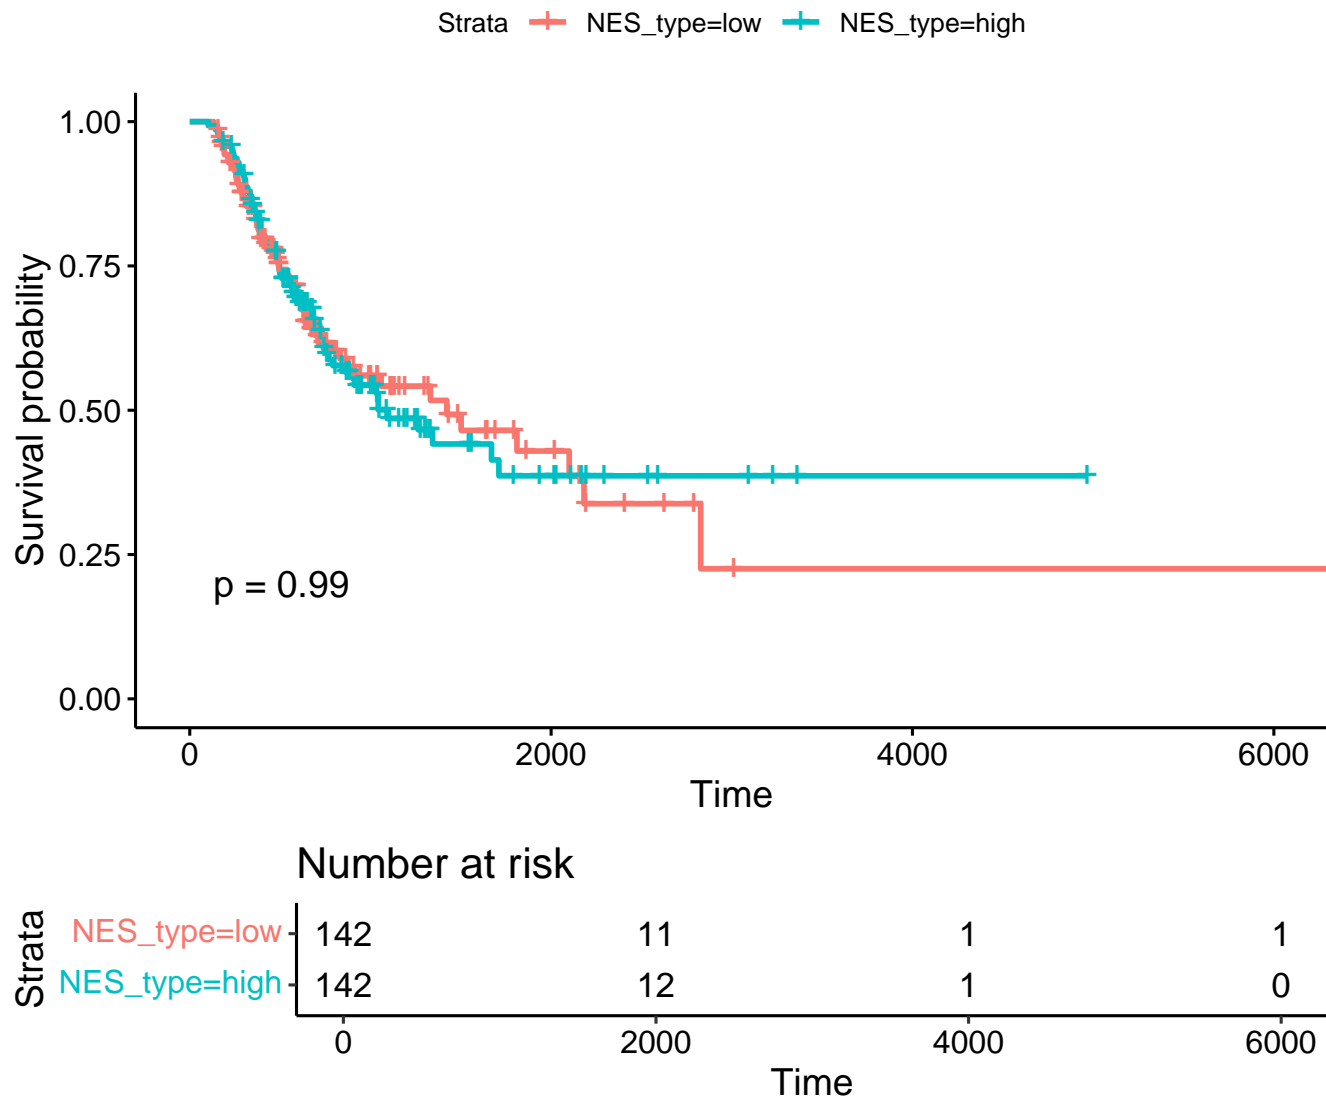 Strata NES_type=low NES_type=high
1.00
0.75
0.50
0.25
0.00
Survival probability
p = 0.99
0 2000 4000 6000
Time
Number at risk
Strata
NES_type=low 142 11 1 1
NES_type=high 142 12 1 0
0 2000 4000 6000
Time